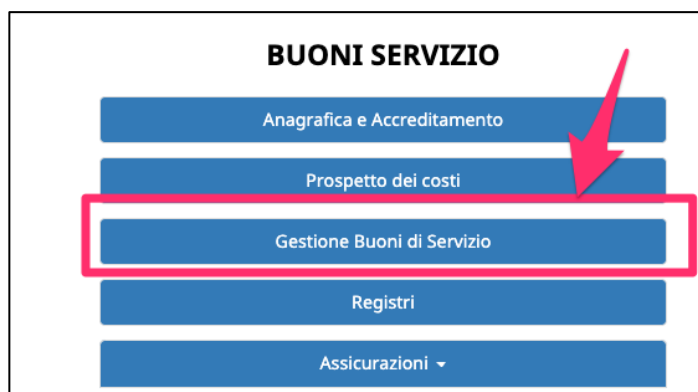 BUONI SERVIZIO
Anagrafica e Accreditamento
Prospetto dei costi
Gestione Buoni di Servizio
Registri
Assicurazioni